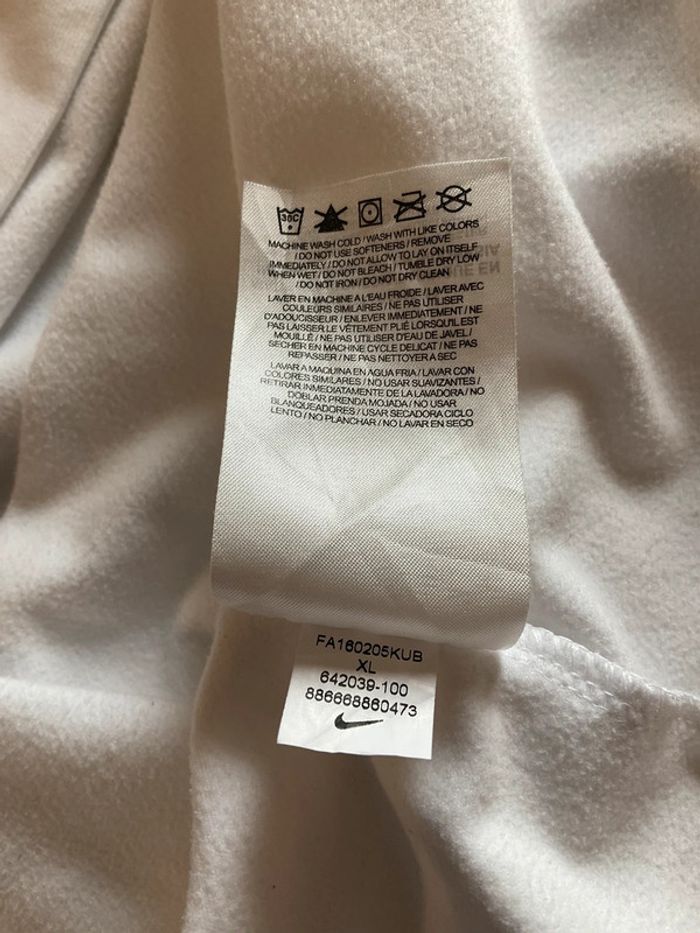 30C
MACHINE WASH COLD / WASH WITH LIKE COLORS
/ DO NOT USE SOFTENERS / REMOVE
IMMEDIATELY / DO NOT ALLOW TO LAY ON ITSELF
WHEN WET / DO NOT BLEACH / TUMBLE DRY LOW
/ DO NOT IRON / DO NOT DRY CLEAN
LAVER EN MACHINE A L'EAU FROIDE / LAVER AVEC
COULEURS SIMILAIRES / NE PAS UTILISER
D'ADOUCISSEUR / ENLEVER IMMEDIATEMENT / NE
PAS LAISSER LE VÊTEMENT PLIÉ LORSQU'IL EST
MOUILLÉ / NE PAS UTILISER D'EAU DE JAVEL /
SECHER EN MACHINE CYCLE DELICAT / NE PAS
REPASSER / NE PAS NETTOYER A SEC
LAVAR A MAQUINA EN AGUA FRIA / LAVAR CON
COLORES SIMILARES / NO USAR SUAVIZANTES /
RETIRAR INMEDIATAMENTE DE LA LAVADORA / NO
DOBLAR PRENDA MOJADA / NO USAR
BLANQUEADORES / USAR SECADORA CICLO
LENTO / NO PLANCHAR / NO LAVAR EN SECO
FA160205KUB
XL
642039-100
886668860473